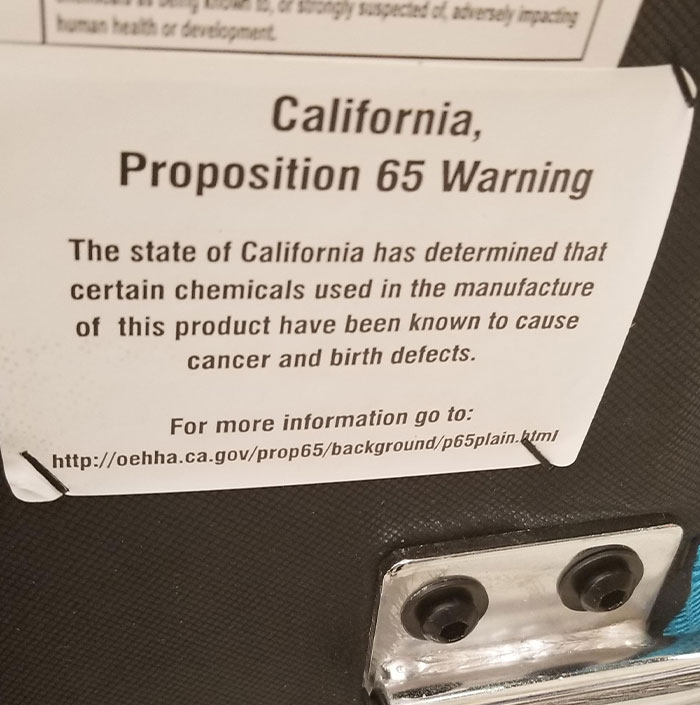 known to, or strongly suspected of, adversely impacting
human health or development.
California,
Proposition 65 Warning
The state of California has determined that
certain chemicals used in the manufacture
of this product have been known to cause
cancer and birth defects.
For more information go to:
http://oehha.ca.gov/prop65/background/p65plain.html